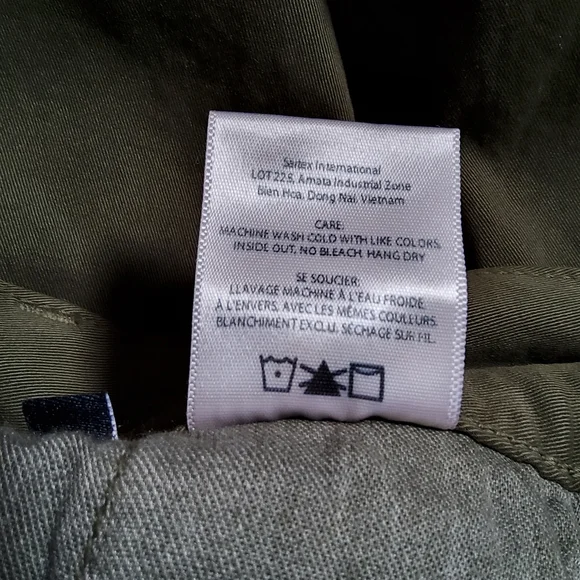 Sartex International
LOT 225, Amata Industrial Zone
Bien Hoa, Dong Nai, Vietnam
CARE:
MACHINE WASH COLD WITH LIKE COLORS,
INSIDE OUT, NO BLEACH, HANG DRY
SE SOUCIER:
LLAVAGE MACHINE À L'EAU FROIDE.
À L'ENVERS. AVEC LES MÊMES COULEURS.
BLANCHIMENT EXCLU. SÉCHAGE SUR FIL.